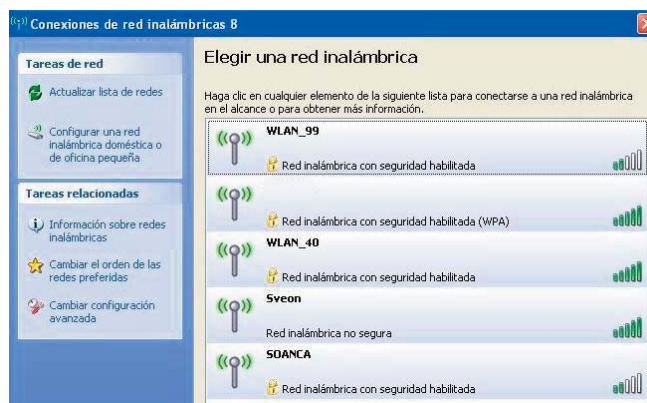 Conexiones de red inalámbricas 8
Tareas de red
Actualizar lista de redes
Configurar una red
inalámbrica doméstica o
de oficina pequeña
Tareas relacionadas
Información sobre redes
inalámbricas
Cambiar el orden de las
redes preferidas
Cambiar configuración
avanzada
Elegir una red inalámbrica
Haga clic en cualquier elemento de la siguiente lista para conectarse a una red inalámbrica
en el alcance o para obtener más información.
WLAN_99
Red inalámbrica con seguridad habilitada
Red inalámbrica con seguridad habilitada (WPA)
WLAN_40
Red inalámbrica con seguridad habilitada
Sveon
Red inalámbrica no segura
SOANCA
Red inalámbrica con seguridad habilitada